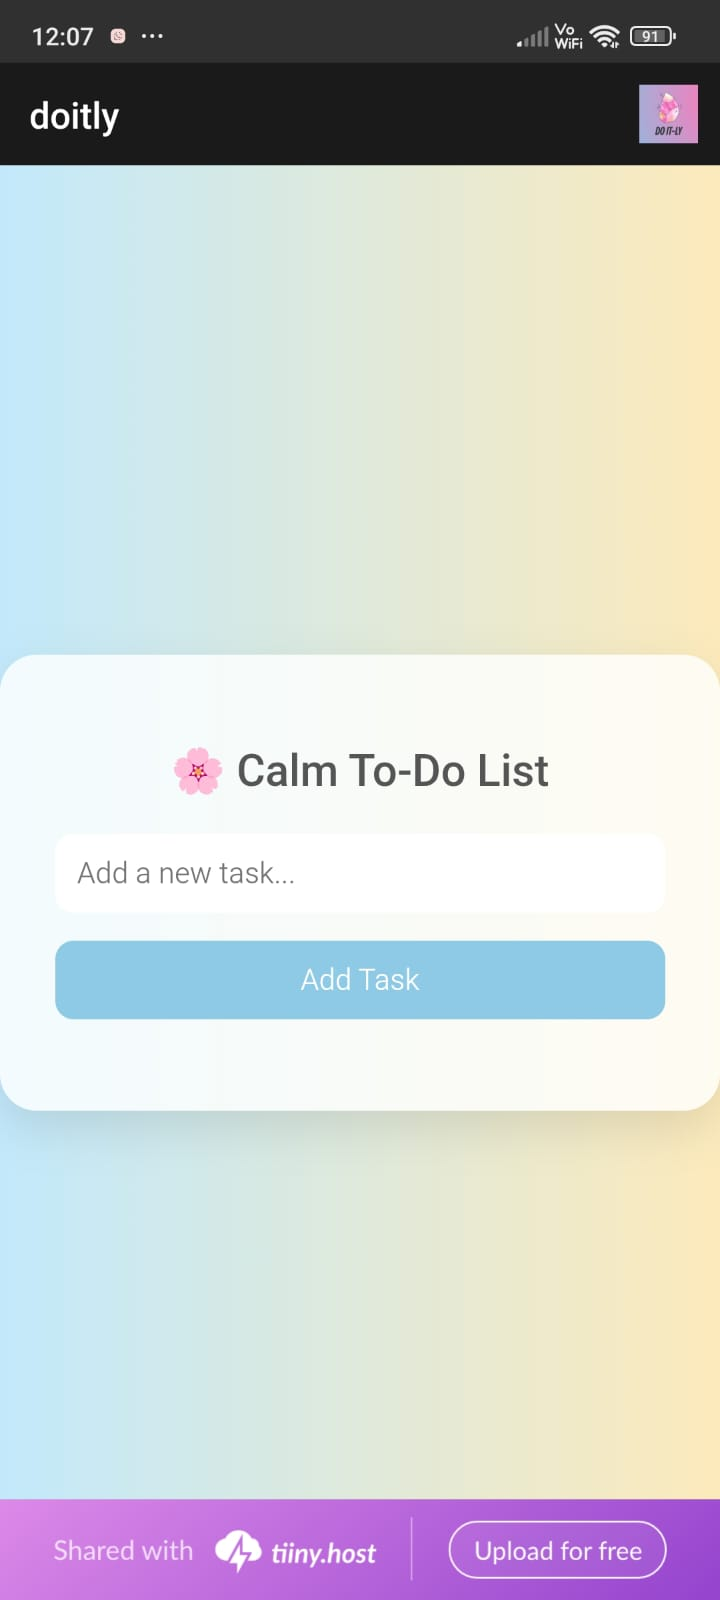 12:07 ... Vo WiFi 91
doitly
DO IT-LY
🌸 Calm To-Do List
Add a new task...
Add Task
Shared with tiiny.host Upload for free